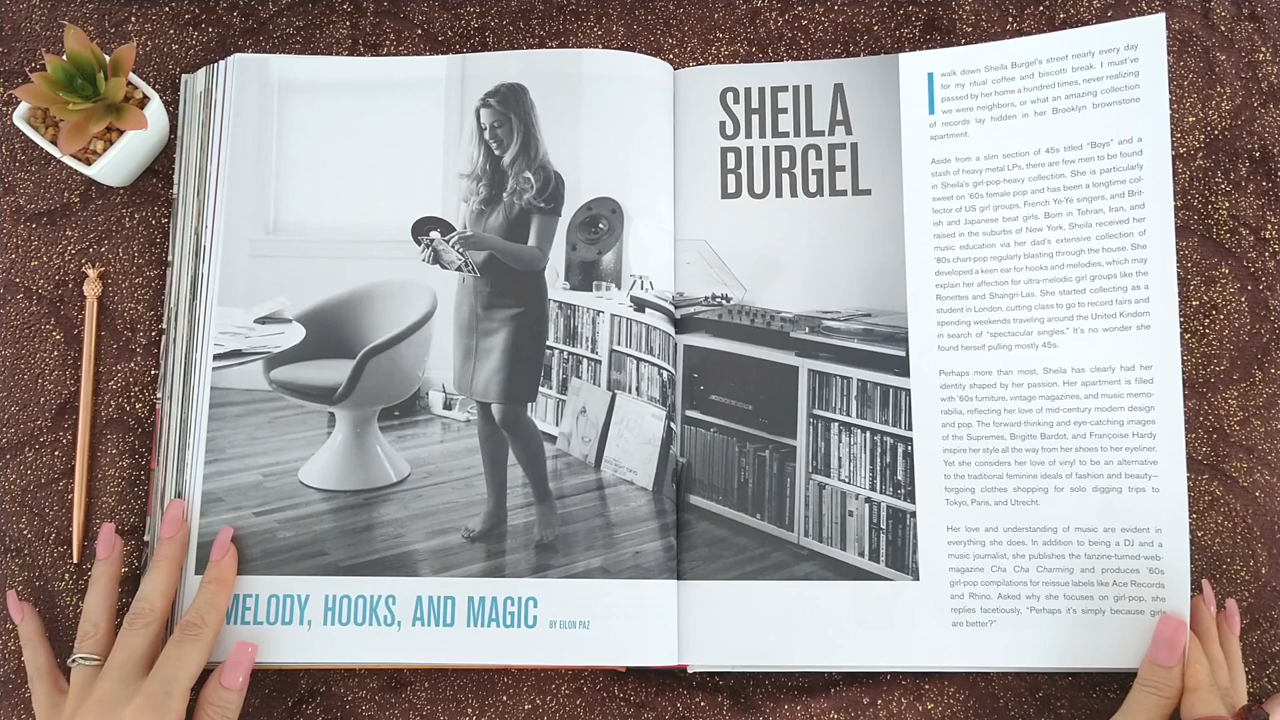 SHEILA
BURGEL
MELODY, HOOKS, AND MAGIC BY EILON PAZ
I walk down Sheila Burgel's street nearly every day
for my ritual coffee and biscotti break. I must've
passed by her home a hundred times, never realizing
we were neighbors, or what an amazing collection
of records lay hidden in her Brooklyn brownstone
apartment.
Aside from a slim section of 45s titled "Boys" and a
stash of heavy metal LPs, there are few men to be found
in Sheila's girl-pop-heavy collection. She is particularly
sweet on '60s female pop and has been a longtime col-
lector of US girl groups, French Yé-Yé singers, and Brit-
ish and Japanese beat girls. Born in Tehran, Iran, and
raised in the suburbs of New York, Sheila received her
music education via her dad's extensive collection of
'80s chart-pop regularly blasting through the house. She
developed a keen ear for hooks and melodies, which may
explain her affection for ultra-melodic girl groups like the
Ronettes and Shangri-Las. She started collecting as a
student in London, cutting class to go to record fairs and
spending weekends traveling around the United Kindom
in search of "spectacular singles." It's no wonder she
found herself pulling mostly 45s.
Perhaps more than most, Sheila has clearly had her
identity shaped by her passion. Her apartment is filled
with '60s furniture, vintage magazines, and music memo-
rabilia, reflecting her love of mid-century modern design
and pop. The forward-thinking and eye-catching images
of the Supremes, Brigitte Bardot, and Françoise Hardy
inspire her style all the way from her shoes to her eyeliner.
Yet she considers her love of vinyl to be an alternative
to the traditional feminine ideals of fashion and beauty—
forgoing clothes shopping for solo digging trips to
Tokyo, Paris, and Utrecht.
Her love and understanding of music are evident in
everything she does. In addition to being a DJ and a
music journalist, she publishes the fanzine-turned-web-
magazine Cha Cha Charming and produces '60s
girl-pop compilations for reissue labels like Ace Records
and Rhino. Asked why she focuses on girl-pop, she
replies facetiously, "Perhaps it's simply because girls
are better?"